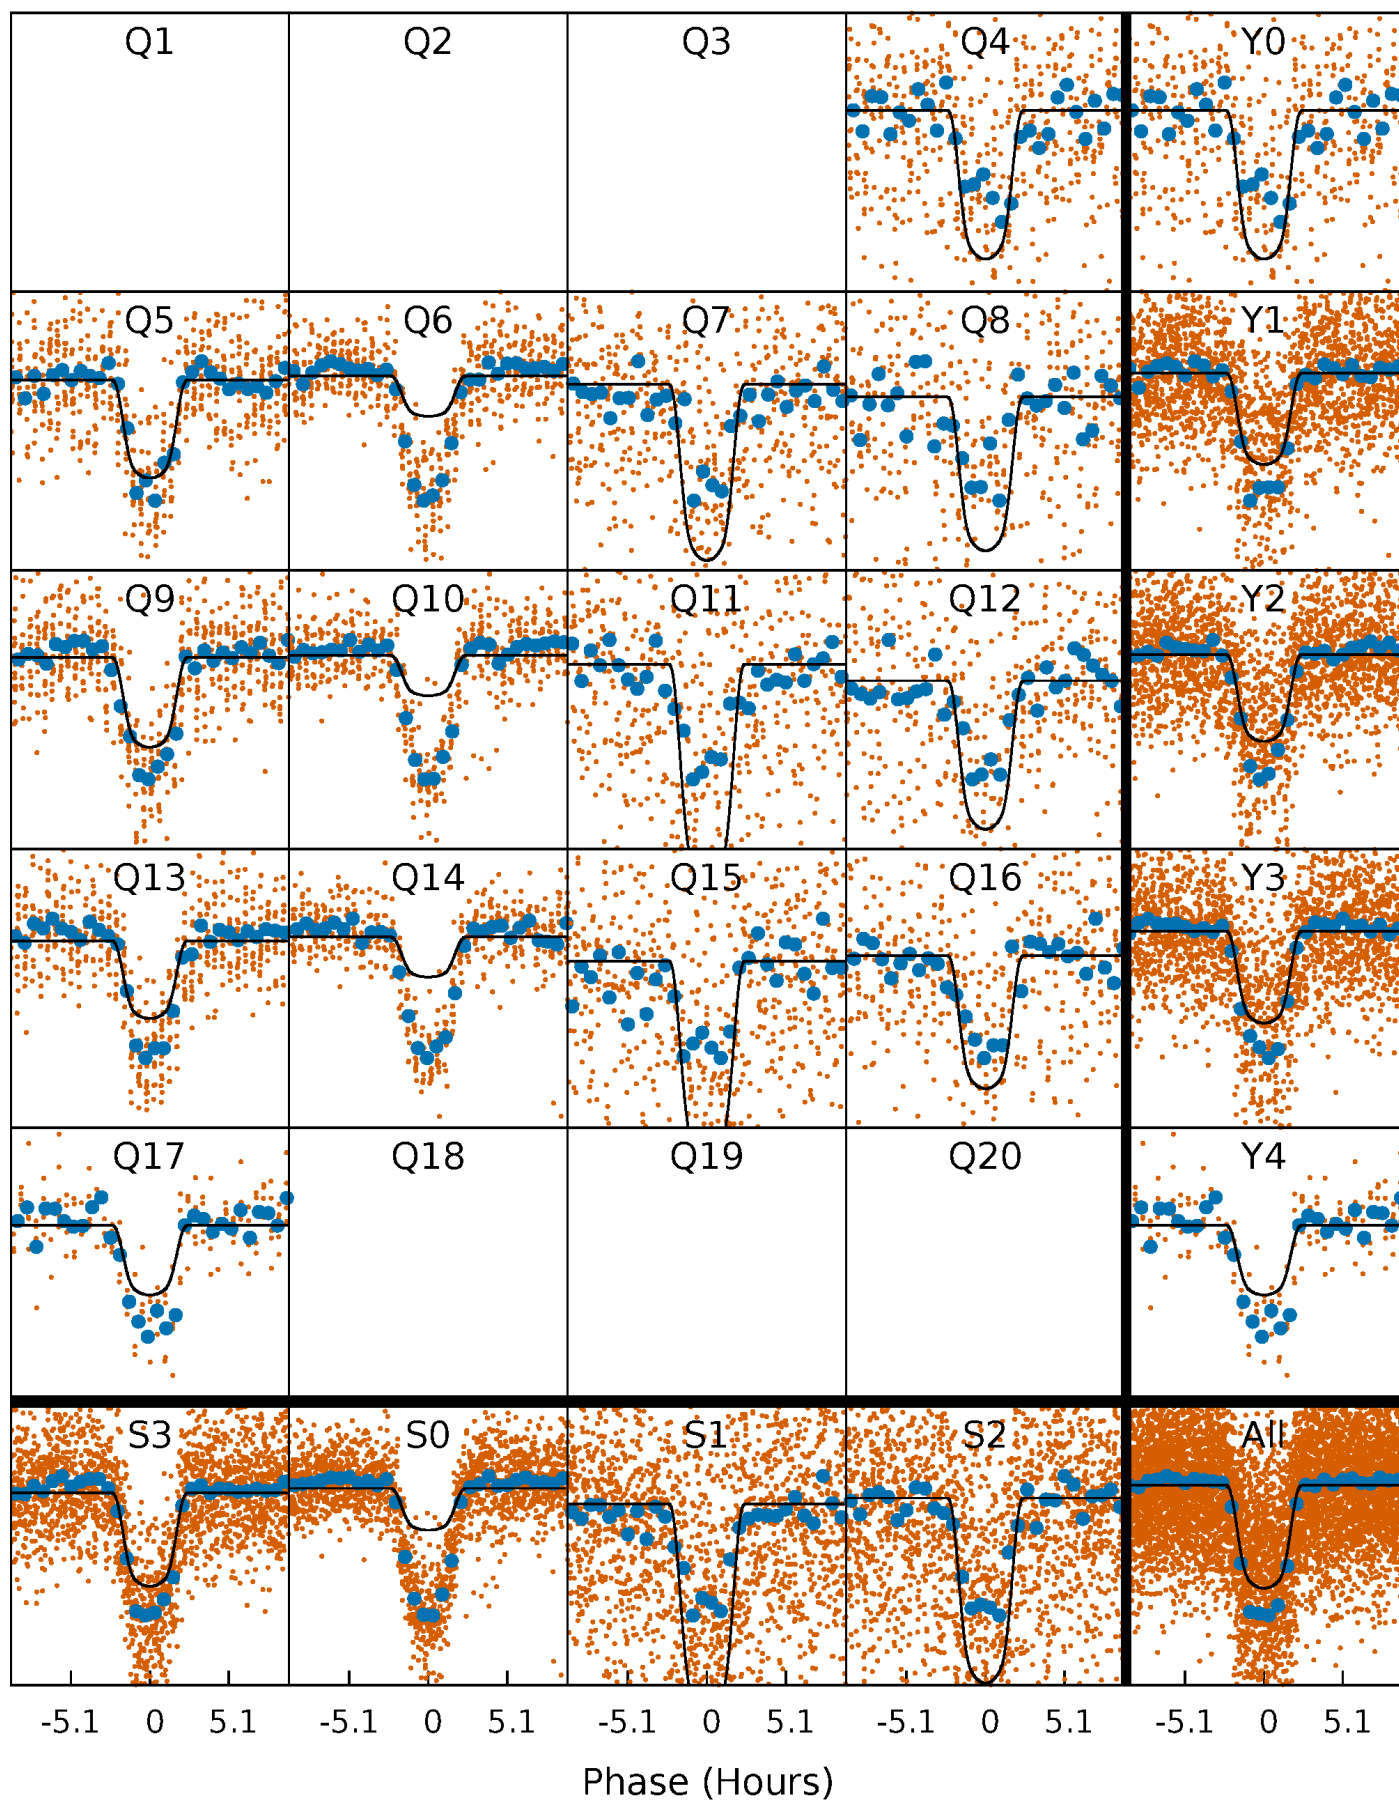 Q1 Q2 Q3 Q4 Y0
Q5 Q6 Q7 Q8 Y1
Q9 Q10 Q11 Q12 Y2
Q13 Q14 Q15 Q16 Y3
Q17 Q18 Q19 Q20 Y4
S3 S0 S1 S2 All
-5.1 0 5.1 -5.1 0 5.1 -5.1 0 5.1 -5.1 0 5.1 -5.1 0 5.1
Phase (Hours)